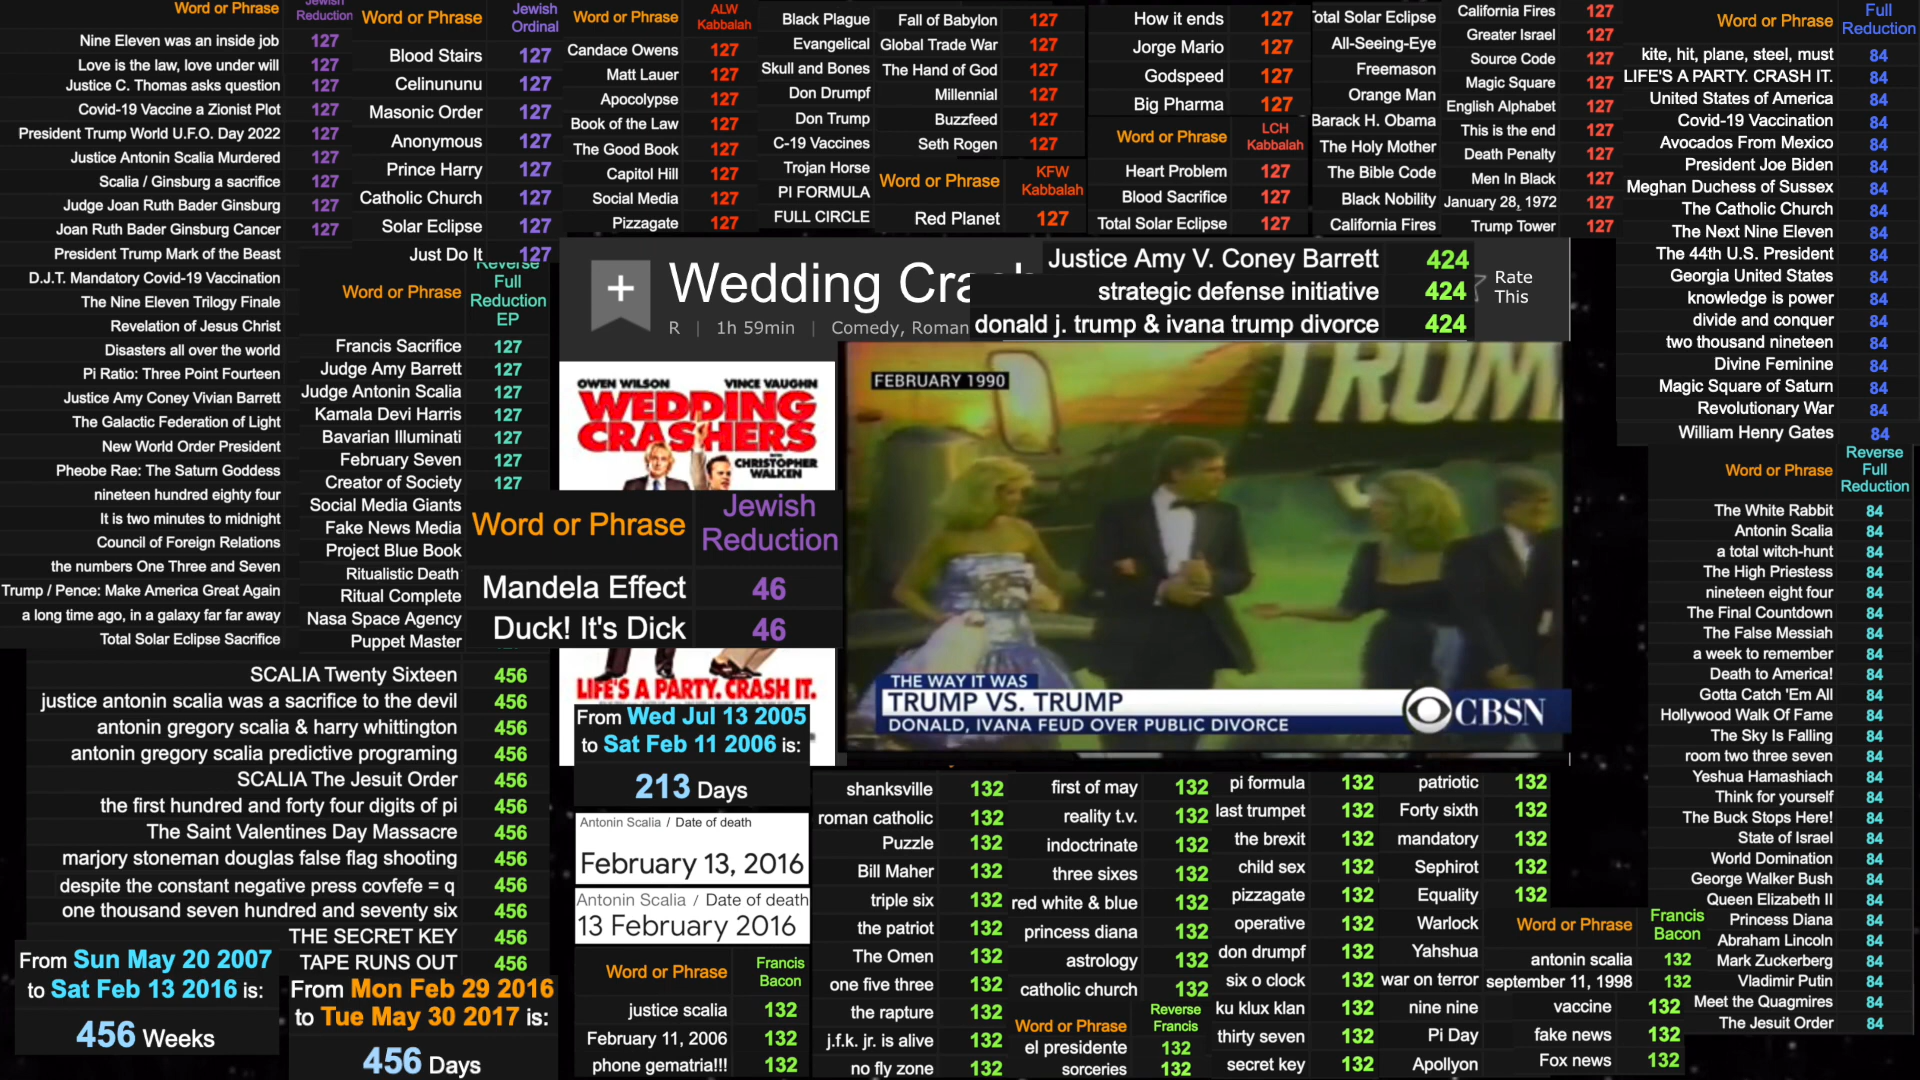 Word or Phrase Jewish Reduction
Nine Eleven was an inside job 127
Love is the law, love under will 127
Justice C. Thomas asks question 127
Covid-19 Vaccine a Zionist Plot 127
President Trump World U.F.O. Day 2022 127
Justice Antonin Scalia Murdered 127
Scalia / Ginsburg a sacrifice 127
Judge Joan Ruth Bader Ginsburg 127
Joan Ruth Bader Ginsburg Cancer 127
President Trump Mark of the Beast
D.J.T. Mandatory Covid-19 Vaccination
The Nine Eleven Trilogy Finale
Revelation of Jesus Christ
Disasters all over the world
Pi Ratio: Three Point Fourteen
Justice Amy Coney Vivian Barrett
The Galactic Federation of Light
New World Order President
Pheobe Rae: The Saturn Goddess
nineteen hundred eighty four
It is two minutes to midnight
Council of Foreign Relations
the numbers One Three and Seven
Trump / Pence: Make America Great Again
a long time ago, in a galaxy far far away
Total Solar Eclipse Sacrifice
Word or Phrase Jewish Ordinal
Blood Stairs 127
Celinununu 127
Masonic Order 127
Anonymous 127
Prince Harry 127
Catholic Church 127
Solar Eclipse 127
Just Do It 127
Word or Phrase Reverse Full Reduction EP
Francis Sacrifice 127
Judge Amy Barrett 127
Judge Antonin Scalia 127
Kamala Devi Harris 127
Bavarian Illuminati 127
February Seven 127
Creator of Society 127
Social Media Giants
Fake News Media
Project Blue Book
Ritualistic Death
Ritual Complete
Nasa Space Agency
Puppet Master
Word or Phrase ALW Kabbalah
Candace Owens 127
Matt Lauer 127
Apocalypse 127
Book of the Law 127
The Good Book 127
Capitol Hill 127
Social Media 127
Pizzagate 127
Black Plague
Evangelical
Skull and Bones
Don Drumpf
Don Trump
C-19 Vaccines
Trojan Horse
PI FORMULA
FULL CIRCLE
Fall of Babylon 127
Global Trade War 127
The Hand of God 127
Millennial 127
Buzzfeed 127
Seth Rogen 127
Word or Phrase KFW Kabbalah
Red Planet 127
How it ends 127
Jorge Mario 127
Godspeed 127
Big Pharma 127
Word or Phrase LCH Kabbalah
Heart Problem 127
Blood Sacrifice 127
Total Solar Eclipse 127
Total Solar Eclipse
All-Seeing-Eye
Freemason
Orange Man
Barack H. Obama
The Holy Mother
The Bible Code
Black Nobility
California Fires
California Fires 127
Greater Israel 127
Source Code 127
Magic Square 127
English Alphabet 127
This is the end 127
Death Penalty 127
Men In Black 127
January 28, 1972 127
Trump Tower 127
Word or Phrase Full Reduction
kite, hit, plane, steel, must 84
LIFE'S A PARTY. CRASH IT. 84
United States of America 84
Covid-19 Vaccination 84
Avocados From Mexico 84
President Joe Biden 84
Meghan Duchess of Sussex 84
The Catholic Church 84
The Next Nine Eleven 84
The 44th U.S. President 84
Georgia United States 84
knowledge is power 84
divide and conquer 84
two thousand nineteen 84
Divine Feminine 84
Magic Square of Saturn 84
Revolutionary War 84
William Henry Gates 84
Word or Phrase Reverse Full Reduction
The White Rabbit 84
Antonin Scalia 84
a total witch-hunt 84
The High Priestess 84
nineteen eight four 84
The Final Countdown 84
The False Messiah 84
a week to remember 84
Death to America! 84
Gotta Catch 'Em All 84
Hollywood Walk Of Fame 84
The Sky Is Falling 84
room two three seven 84
Yeshua Hamashiach 84
Think for yourself 84
The Buck Stops Here! 84
State of Israel 84
World Domination 84
George Walker Bush 84
Queen Elizabeth II 84
Princess Diana 84
Abraham Lincoln 84
Mark Zuckerberg 84
Vladimir Putin 84
Meet the Quagmires 84
The Jesuit Order 84
+ Wedding Cra
R | 1h 59min | Comedy, Roman
Rate This
Justice Amy V. Coney Barrett 424
strategic defense initiative 424
donald j. trump & ivana trump divorce 424
OWEN WILSON VINCE VAUGHN
WEDDING CRASHERS
CHRISTOPHER WALKEN
Word or Phrase Jewish Reduction
Mandela Effect 46
Duck! It's Dick 46
LIFE'S A PARTY. CRASH IT.
From Wed Jul 13 2005
to Sat Feb 11 2006 is:
213 Days
FEBRUARY 1990
TRUM
THE WAY IT WAS
TRUMP VS. TRUMP
DONALD, IVANA FEUD OVER PUBLIC DIVORCE
CBSN
SCALIA Twenty Sixteen 456
justice antonin scalia was a sacrifice to the devil 456
antonin gregory scalia & harry whittington 456
antonin gregory scalia predictive programing 456
SCALIA The Jesuit Order 456
the first hundred and forty four digits of pi 456
The Saint Valentines Day Massacre 456
marjory stoneman douglas false flag shooting 456
despite the constant negative press covfefe = q 456
one thousand seven hundred and seventy six 456
THE SECRET KEY 456
TAPE RUNS OUT 456
From Sun May 20 2007
to Sat Feb 13 2016 is:
456 Weeks
From Mon Feb 29 2016
to Tue May 30 2017 is:
456 Days
Antonin Scalia / Date of death
February 13, 2016
Antonin Scalia / Date of death
13 February 2016
Word or Phrase Francis Bacon
justice scalia 132
February 11, 2006 132
phone gematria!!! 132
shanksville 132
roman catholic 132
Puzzle 132
Bill Maher 132
triple six 132
the patriot 132
The Omen 132
one five three 132
the rapture 132
j.f.k. jr. is alive 132
no fly zone 132
first of may 132
reality t.v. 132
indoctrinate 132
three sixes 132
red white & blue 132
princess diana 132
astrology 132
catholic church 132
Word or Phrase Reverse Francis
el presidente 132
sorceries 132
pi formula 132
last trumpet 132
the brexit 132
child sex 132
pizzagate 132
operative 132
don drumpf 132
six o clock 132
ku klux klan 132
thirty seven 132
secret key 132
patriotic 132
Forty sixth 132
mandatory 132
Sephirot 132
Equality 132
Warlock
Yahshua
war on terror
nine nine
Pi Day
Apollyon
Word or Phrase Francis Bacon
antonin scalia 132
september 11, 1998 132
vaccine 132
fake news 132
Fox news 132